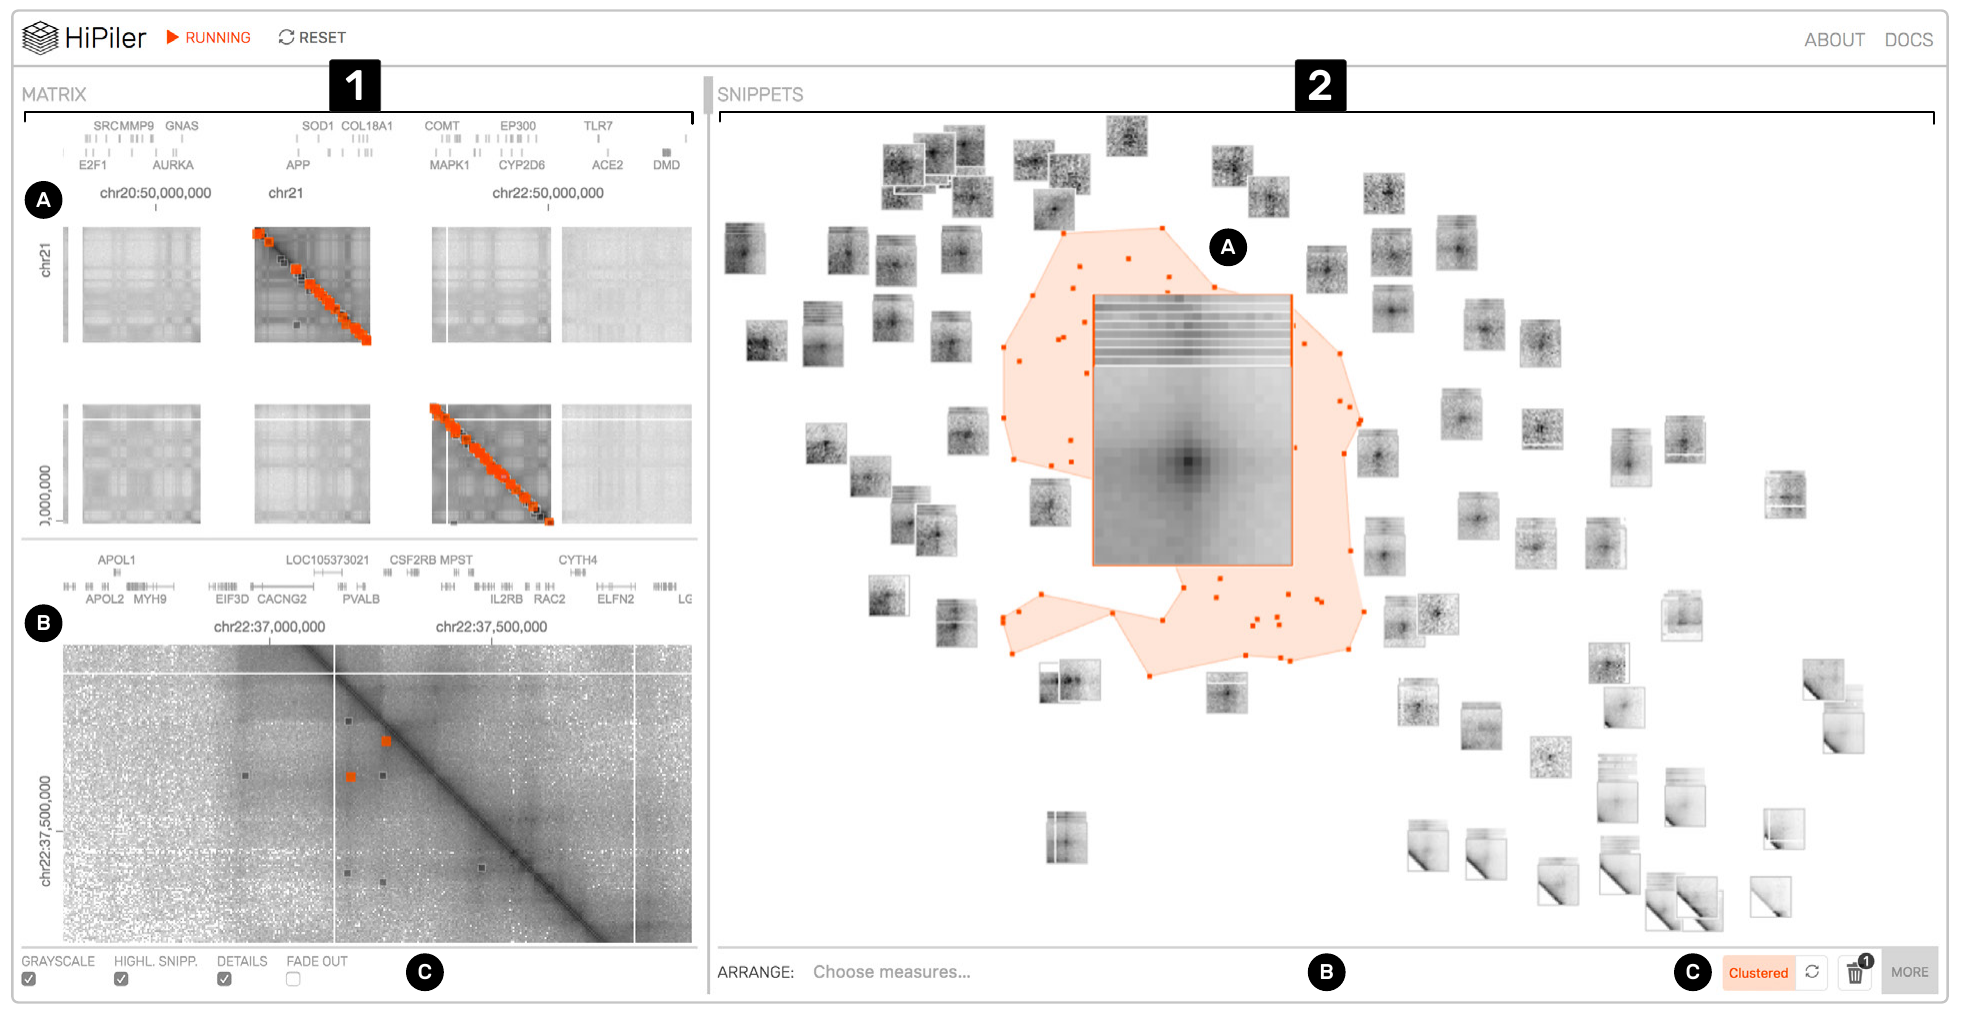 HiPiler RUNNING RESET ABOUT DOCS
1 2
MATRIX SNIPPETS
SRC MMP9 GNAS SOD1 COL18A1 COMT EP300 TLR7
E2F1 AURKA APP MAPK1 CYP2D6 ACE2 DMD
A chr20:50,000,000 chr21 chr22:50,000,000
chr21
A
0,000,000
APOL1 LOC105373021 CSF2RB MPST CYTH4
APOL2 MYH9 EIF3D CACNG2 PVALB IL2RB RAC2 ELFN2 LG
B chr22:37,000,000 chr22:37,500,000
chr22:37,500,000
GRAYSCALE HIGHL. SNIPP. DETAILS FADE OUT C
ARRANGE: Choose measures... B C Clustered 1 MORE